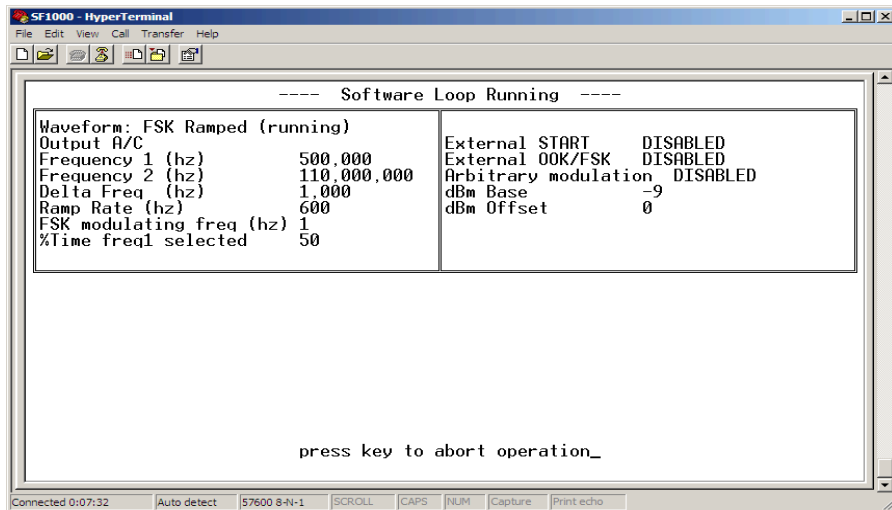 SF1000 - HyperTerminal
File Edit View Call Transfer Help
---- Software Loop Running ----
Waveform: FSK Ramped (running)
Output A/C
Frequency 1 (hz) 500,000
Frequency 2 (hz) 110,000,000
Delta Freq (hz) 1,000
Ramp Rate (hz) 600
FSK modulating freq (hz) 1
%Time freq1 selected 50
External START DISABLED
External OOK/FSK DISABLED
Arbitrary modulation DISABLED
dBm Base -9
dBm Offset 0
press key to abort operation_
Connected 0:07:32 Auto detect 57600 8-N-1 SCROLL CAPS NUM Capture Print echo